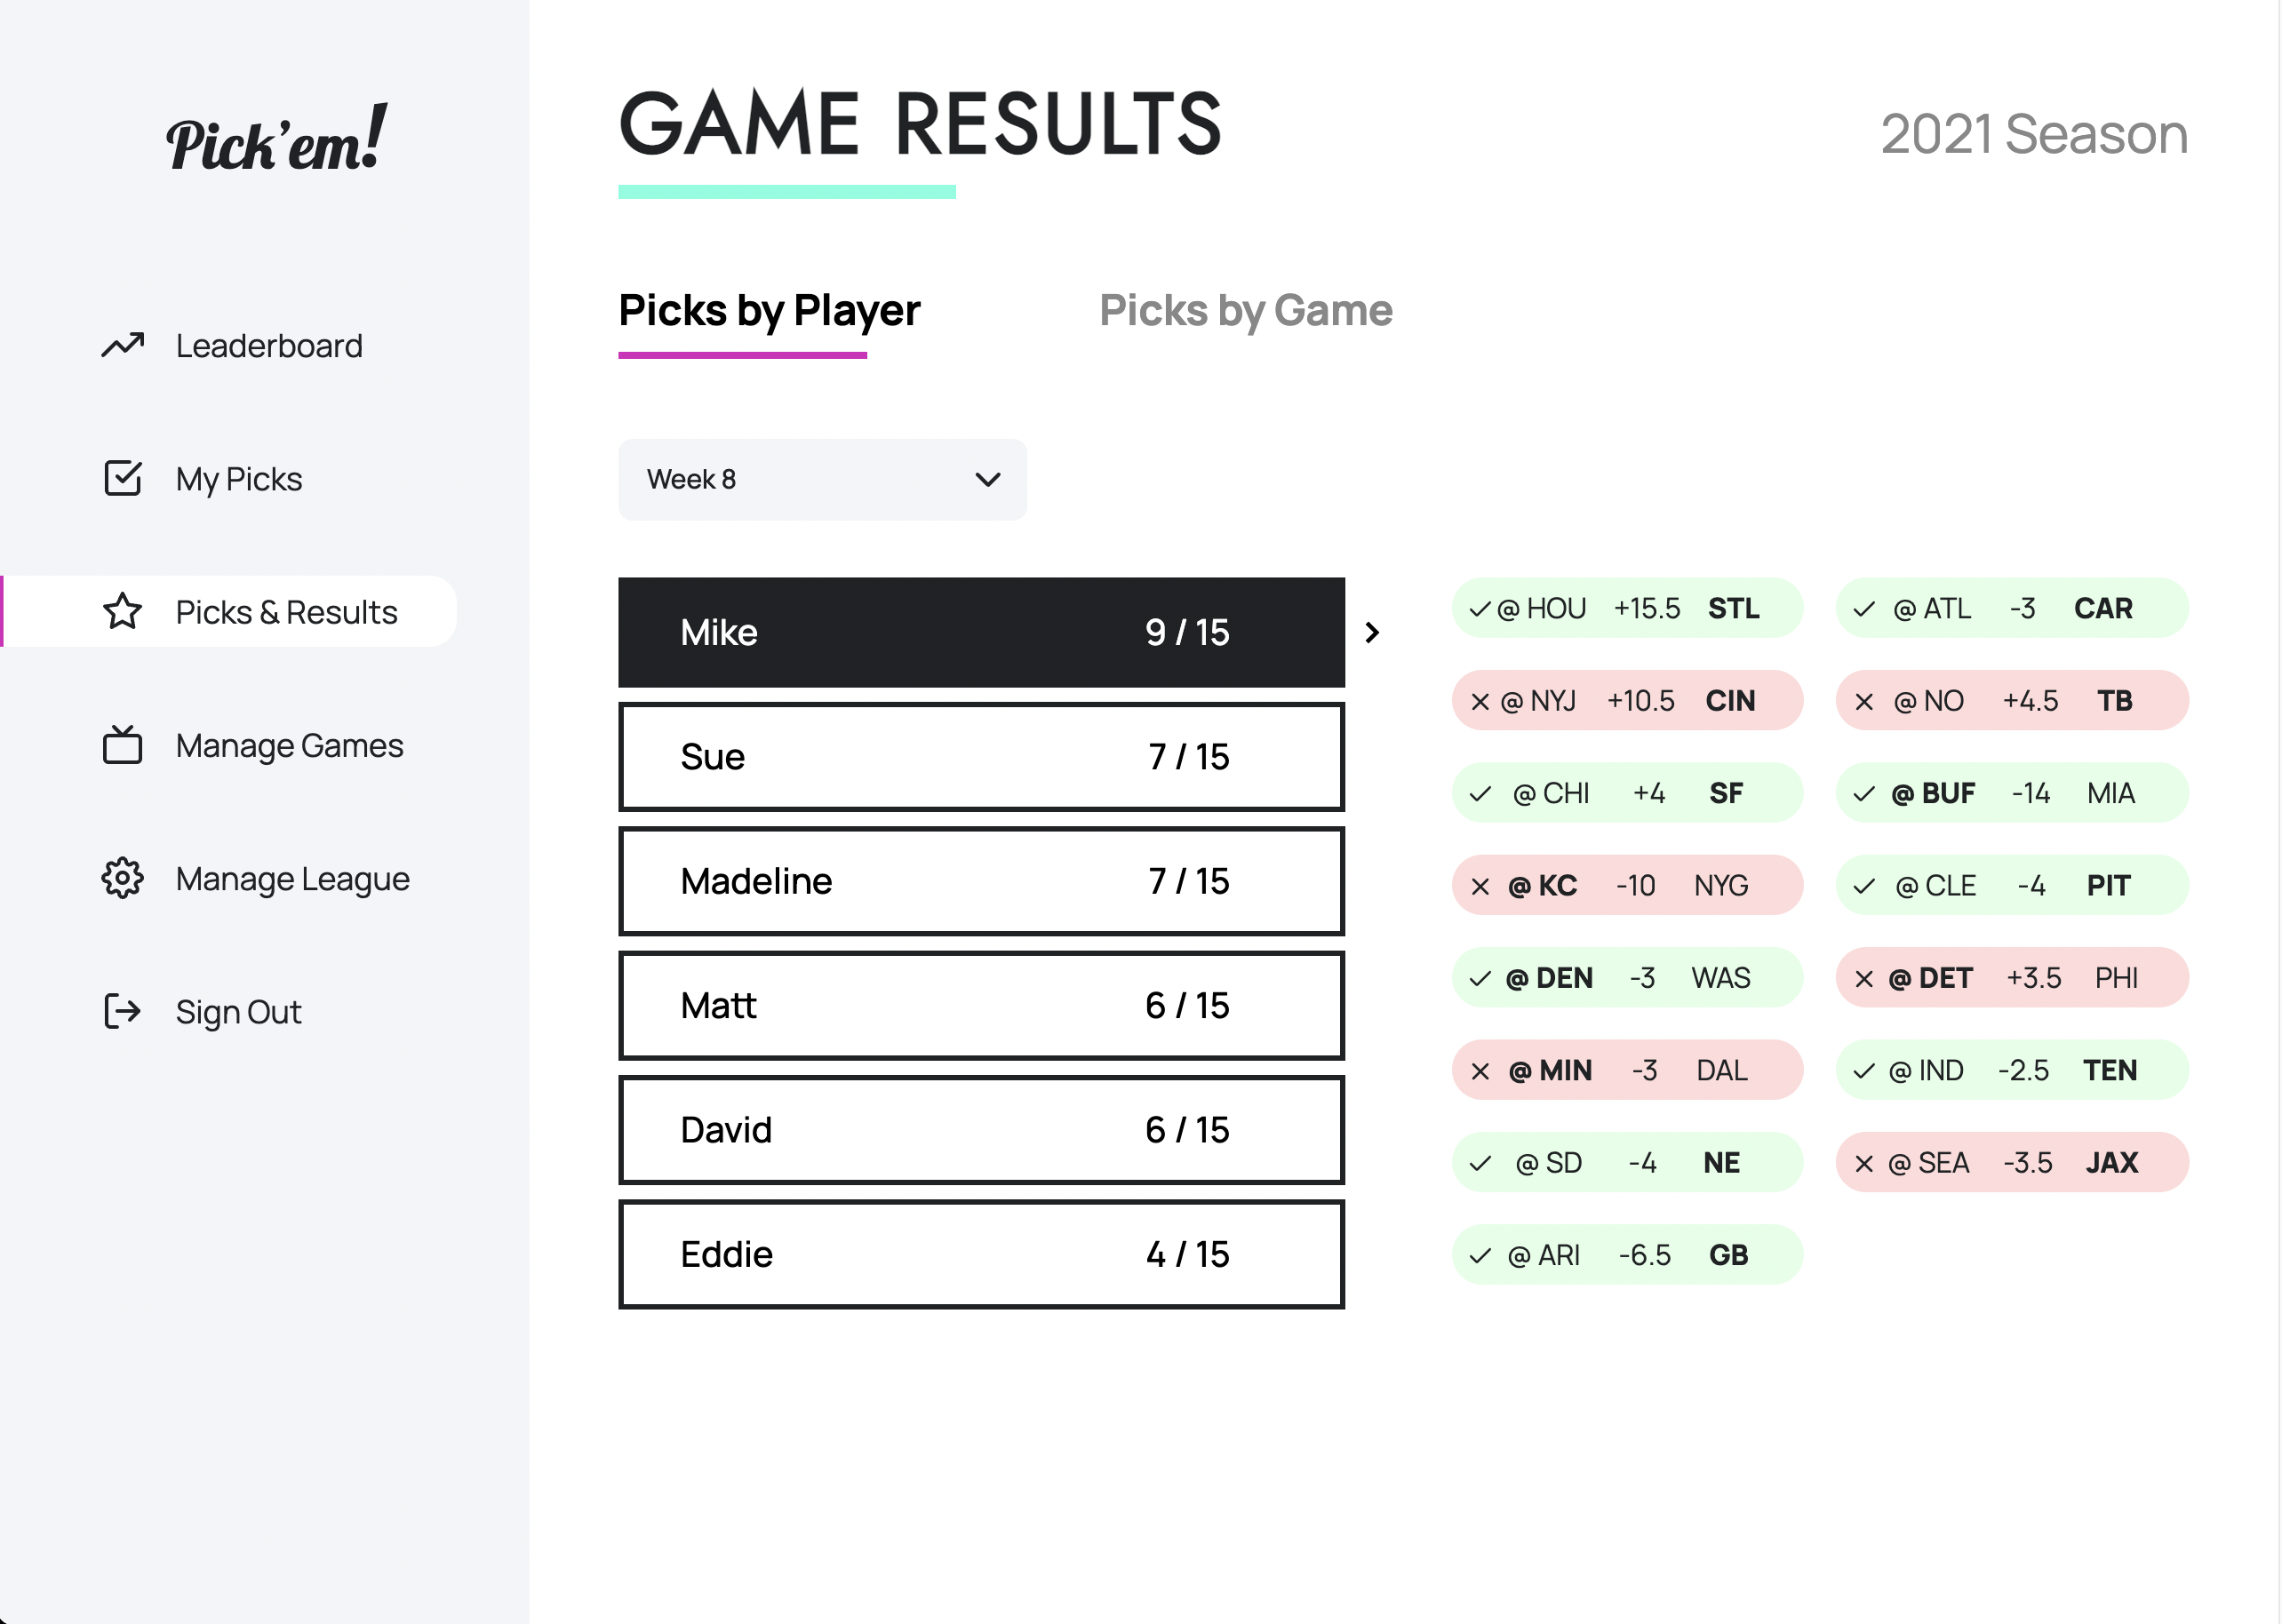 Pick'em!
Leaderboard
My Picks
Picks & Results
Manage Games
Manage League
Sign Out
GAME RESULTS
2021 Season
Picks by Player
Picks by Game
Week 8
Mike 9 / 15
Sue 7 / 15
Madeline 7 / 15
Matt 6 / 15
David 6 / 15
Eddie 4 / 15
@ HOU +15.5 STL
@ ATL -3 CAR
@ NYJ +10.5 CIN
@ NO +4.5 TB
@ CHI +4 SF
@ BUF -14 MIA
@ KC -10 NYG
@ CLE -4 PIT
@ DEN -3 WAS
@ DET +3.5 PHI
@ MIN -3 DAL
@ IND -2.5 TEN
@ SD -4 NE
@ SEA -3.5 JAX
@ ARI -6.5 GB